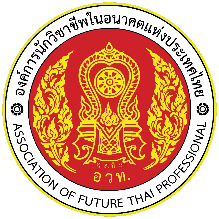 องค์การนักวิชาชีพในอนาคตแห่งประเทศไทย
อวท.
ASSOCIATION OF FUTURE THAI PROFESSIONAL